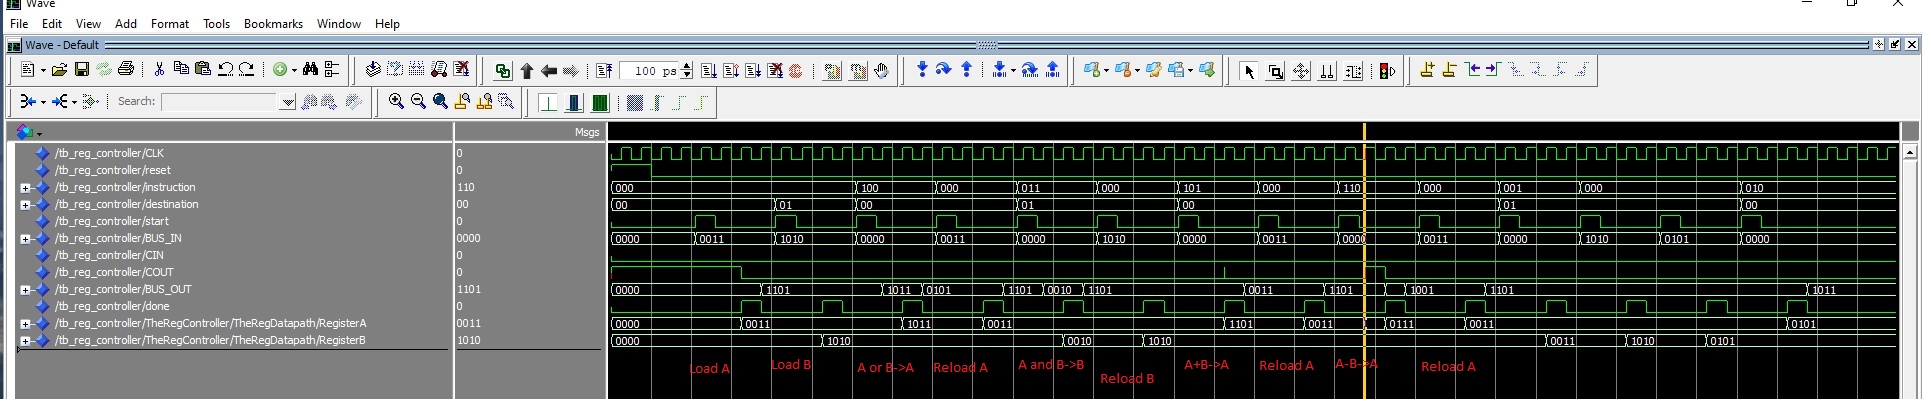 Wave
File Edit View Add Format Tools Bookmarks Window Help
Wave - Default
100 ps
Search:
Msgs
/tb_reg_controller/CLK 0
/tb_reg_controller/reset 0
/tb_reg_controller/instruction 110 000 100 000 011 000 101 000 110 000 001 000 010
/tb_reg_controller/destination 00 00 01 00 01 00 01 00
/tb_reg_controller/start 0
/tb_reg_controller/BUS_IN 0000 0000 0011 1010 0000 0011 0000 1010 0000 0011 0000 0011 0000 1010 0101 0000
/tb_reg_controller/CIN 0
/tb_reg_controller/COUT 0
/tb_reg_controller/BUS_OUT 1101 0000 1101 1011 0101 1101 0010 1101 0011 1101 1001 1101 1011
/tb_reg_controller/done 0
/tb_reg_controller/TheRegController/TheRegDatapath/RegisterA 0011 0000 0011 1011 0011 1101 0011 0111 0011 0101
/tb_reg_controller/TheRegController/TheRegDatapath/RegisterB 1010 0000 1010 0010 1010 0011 1010 0101
Load A Load B A or B->A Reload A A and B->B Reload B A+B->A Reload A A-B->A Reload A